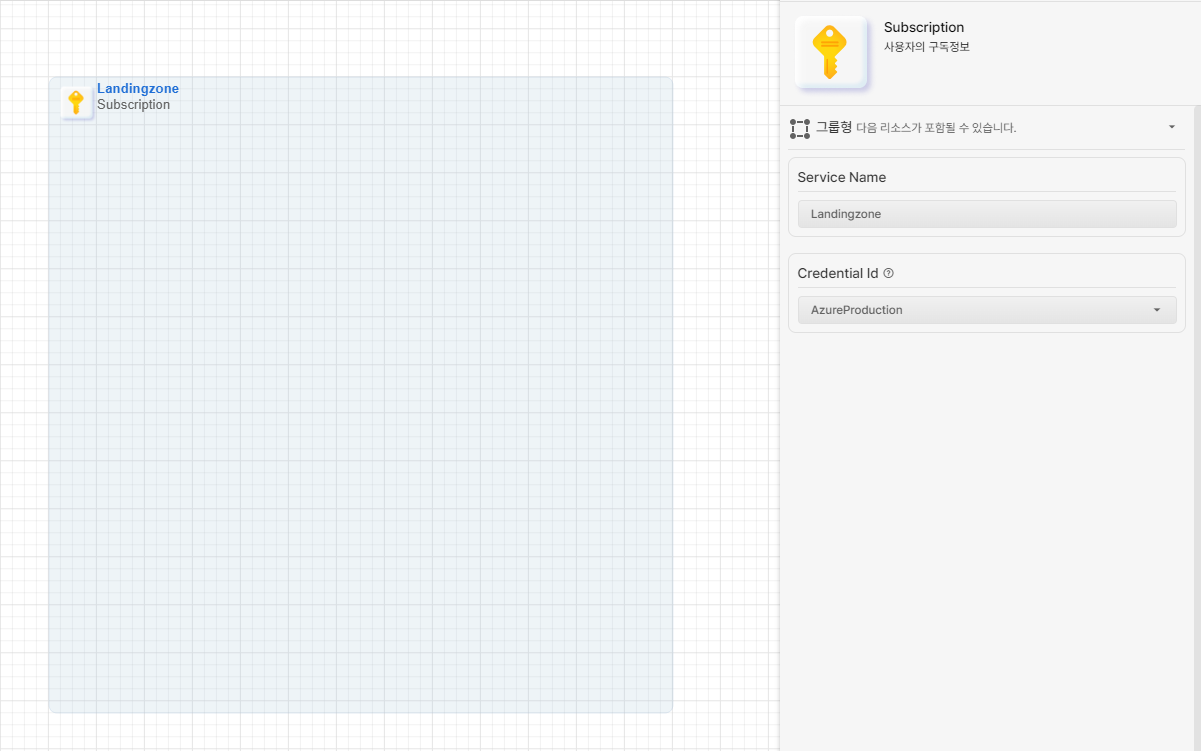 Landingzone
Subscription
Subscription
사용자의 구독정보
그룹형 다음 리소스가 포함될 수 있습니다.
Service Name
Landingzone
Credential Id
AzureProduction